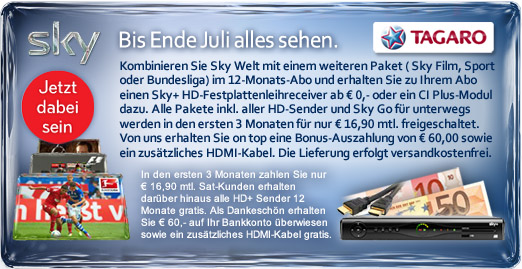 sky
Bis Ende Juli alles sehen.
TAGARO
Kombinieren Sie Sky Welt mit einem weiteren Paket ( Sky Film, Sport
oder Bundesliga) im 12-Monats-Abo und erhalten Sie zu Ihrem Abo
einen Sky+ HD-Festplattenleihreceiver ab € 0,- oder ein CI Plus-Modul
dazu. Alle Pakete inkl. aller HD-Sender und Sky Go für unterwegs
werden in den ersten 3 Monaten für nur € 16,90 mtl. freigeschaltet.
Von uns erhalten Sie on top eine Bonus-Auszahlung von € 60,00 sowie
ein zusätzliches HDMI-Kabel. Die Lieferung erfolgt versandkostenfrei.
Jetzt
dabei
sein
In den ersten 3 Monaten zahlen Sie nur
€ 16,90 mtl. Sat-Kunden erhalten
darüber hinaus alle HD+ Sender 12
Monate gratis. Als Dankeschön erhalten
Sie € 60,- auf Ihr Bankkonto überwiesen
sowie ein zusätzliches HDMI-Kabel gratis.
10
50
sky